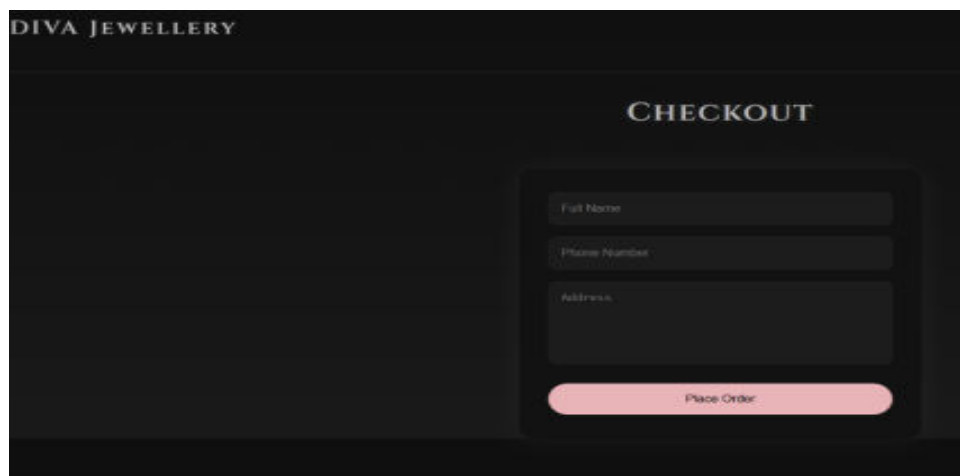 DIVA JEWELLERY
CHECKOUT
Full Name
Phone Number
Address
Place Order